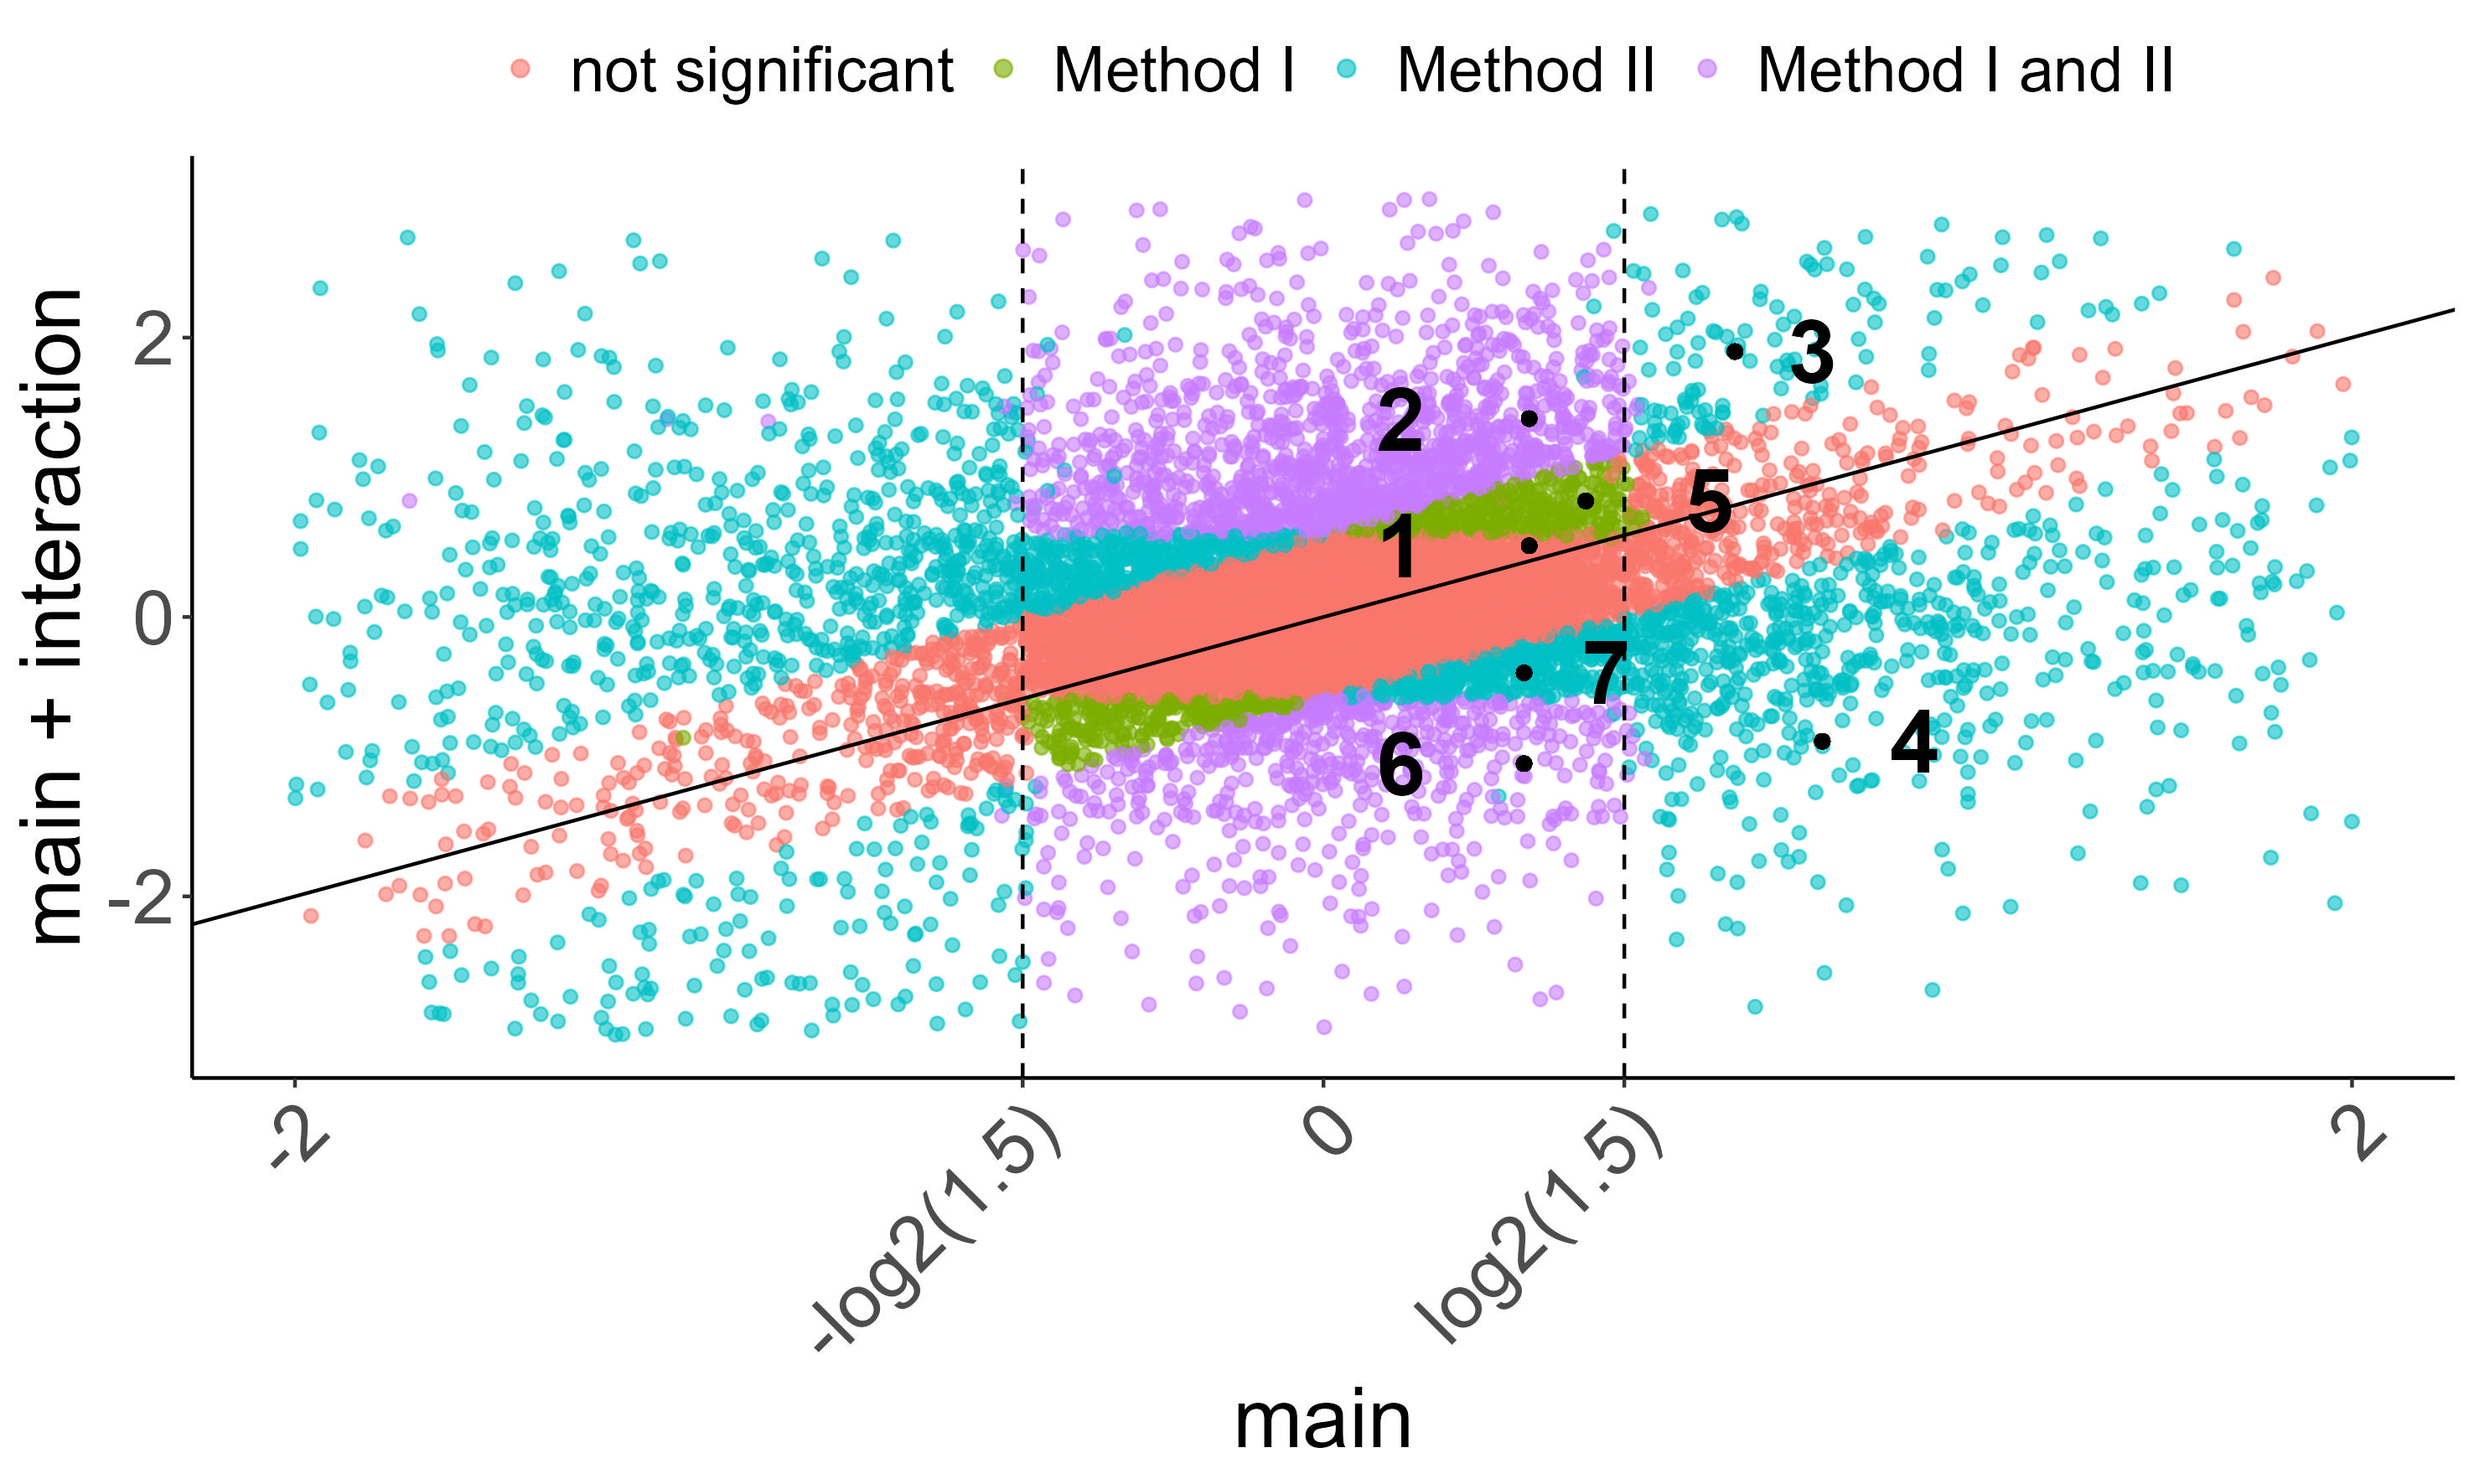 not significant Method I Method II Method I and II
main + interaction
2
0
-2
3
2
5
1
7
4
6
-2 -log2(1.5) 0 log2(1.5) 2
main